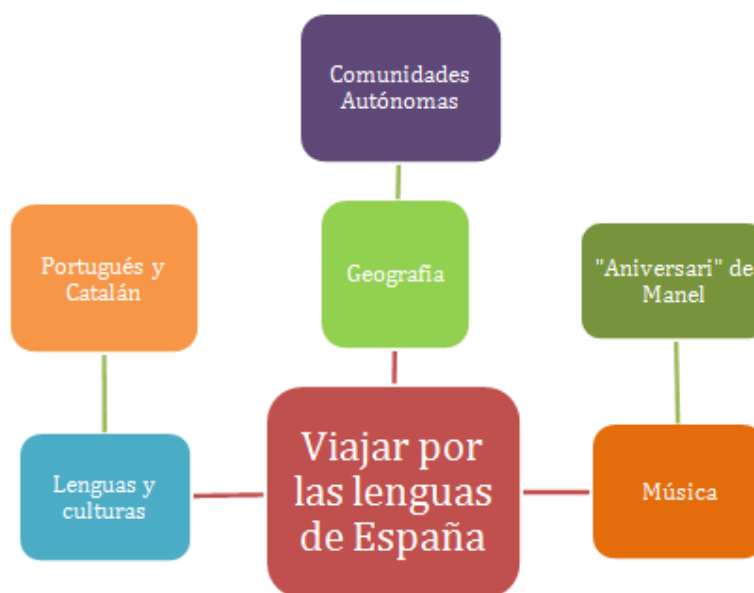 Comunidades
Autónomas
Portugués y
Catalán
Geografía
"Aniversari" de
Manel
Lenguas y
culturas
Viajar por
las lenguas
de España
Música